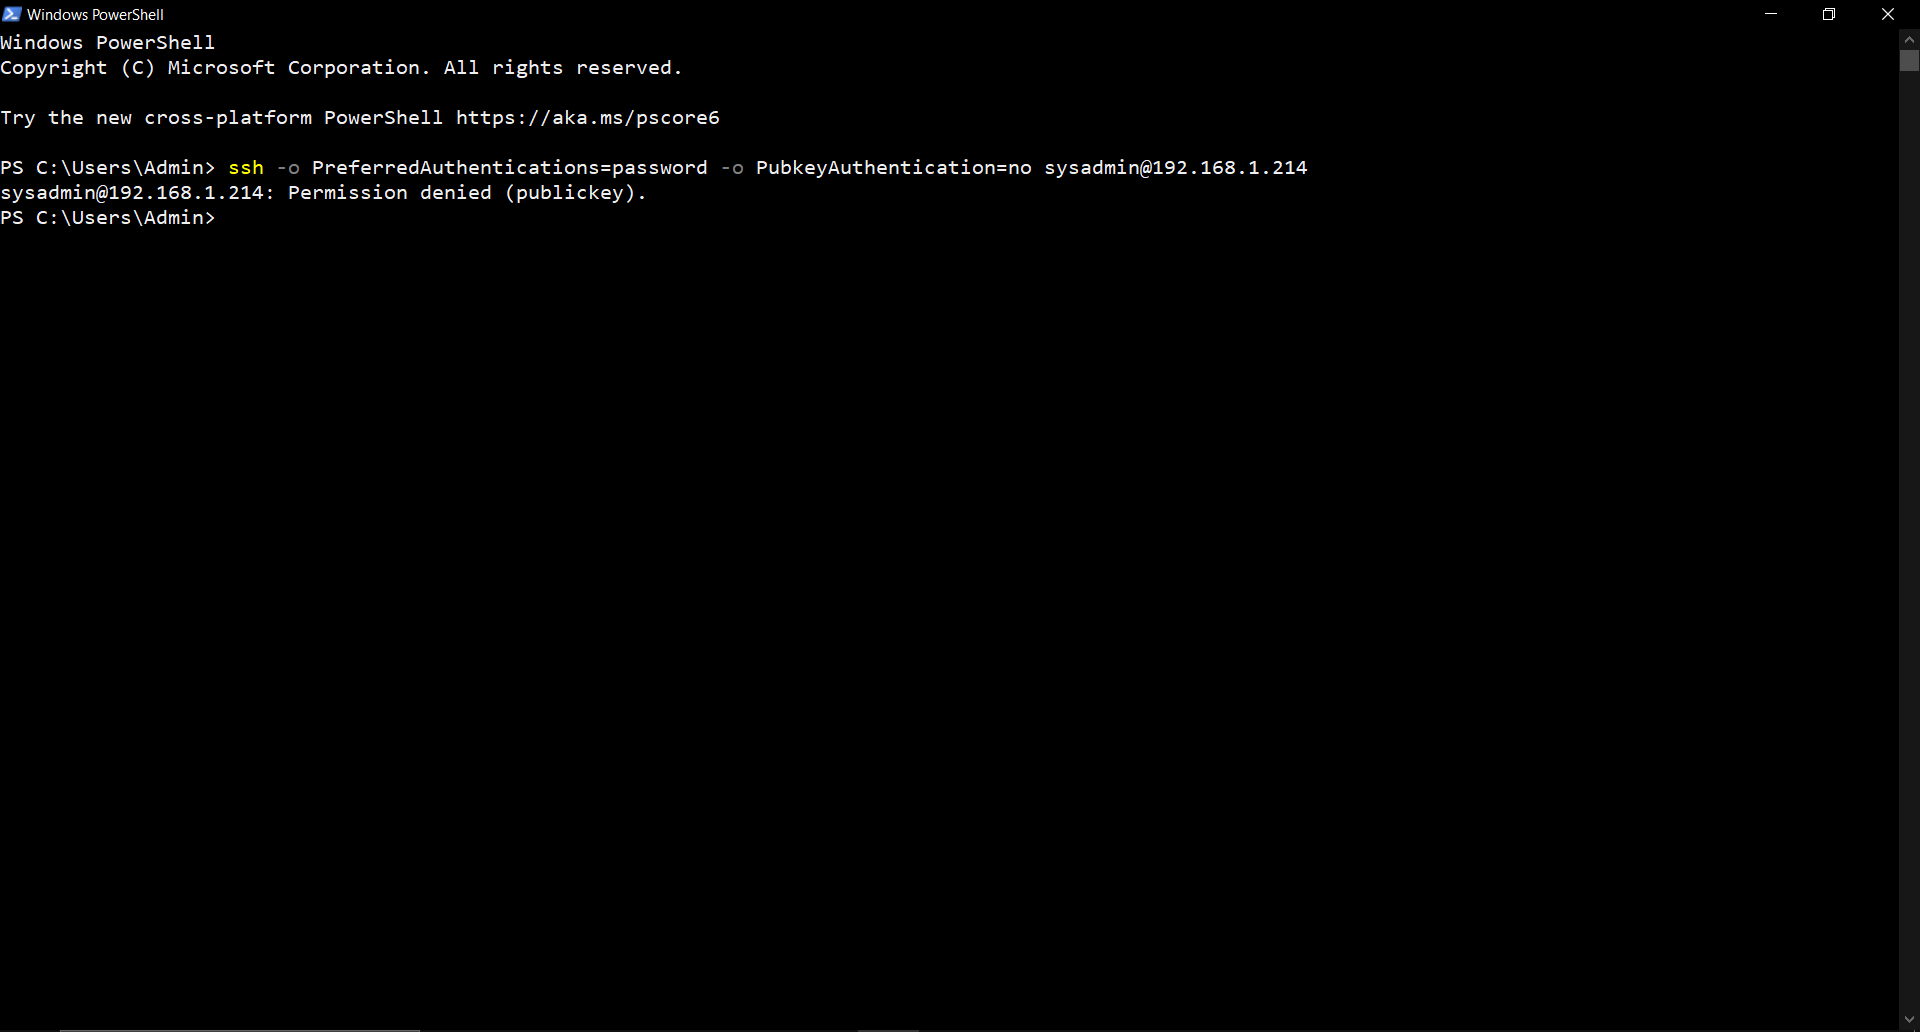 Windows PowerShell
Windows PowerShell
Copyright (C) Microsoft Corporation. All rights reserved.
Try the new cross-platform PowerShell https://aka.ms/pscore6
PS C:\Users\Admin> ssh -o PreferredAuthentications=password -o PubkeyAuthentication=no sysadmin@192.168.1.214
sysadmin@192.168.1.214: Permission denied (publickey).
PS C:\Users\Admin>